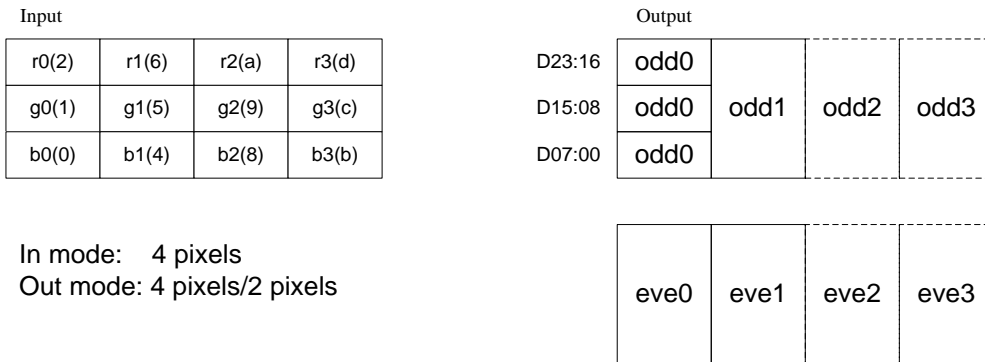 Input
r0(2) r1(6) r2(a) r3(d)
g0(1) g1(5) g2(9) g3(c)
b0(0) b1(4) b2(8) b3(b)
In mode: 4 pixels
Out mode: 4 pixels/2 pixels
Output
D23:16 odd0
D15:08 odd0 odd1 odd2 odd3
D07:00 odd0
eve0 eve1 eve2 eve3